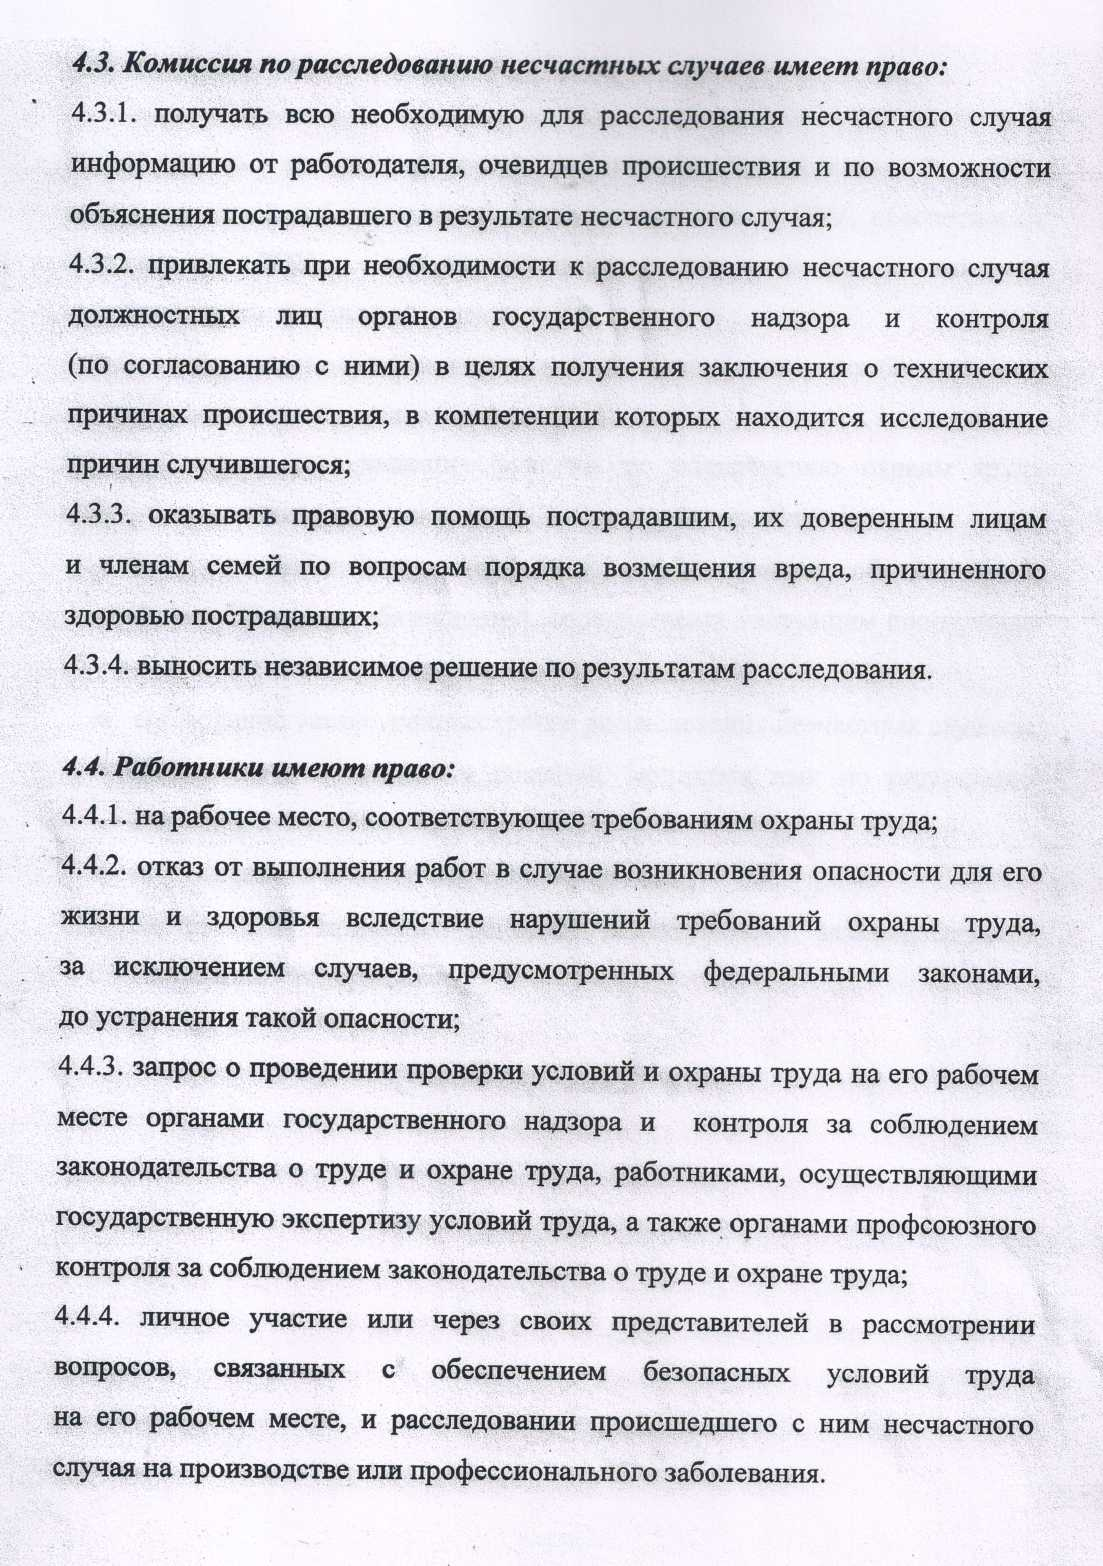 4.3. Комиссия по расследованию несчастных случаев имеет право:
4.3.1. получать всю необходимую для расследования несчастного случая
информацию от работодателя, очевидцев происшествия и по возможности
объяснения пострадавшего в результате несчастного случая;
4.3.2. привлекать при необходимости к расследованию несчастного случая
должностных лиц органов государственного надзора и контроля
(по согласованию с ними) в целях получения заключения о технических
причинах происшествия, в компетенции которых находится исследование
причин случившегося;
4.3.3. оказывать правовую помощь пострадавшим, их доверенным лицам
и членам семей по вопросам порядка возмещения вреда, причиненного
здоровью пострадавших;
4.3.4. выносить независимое решение по результатам расследования.
4.4. Работники имеют право:
4.4.1. на рабочее место, соответствующее требованиям охраны труда;
4.4.2. отказ от выполнения работ в случае возникновения опасности для его
жизни и здоровья вследствие нарушений требований охраны труда,
за исключением случаев, предусмотренных федеральными законами,
до устранения такой опасности;
4.4.3. запрос о проведении проверки условий и охраны труда на его рабочем
месте органами государственного надзора и контроля за соблюдением
законодательства о труде и охране труда, работниками, осуществляющими
государственную экспертизу условий труда, а также органами профсоюзного
контроля за соблюдением законодательства о труде и охране труда;
4.4.4. личное участие или через своих представителей в рассмотрении
вопросов, связанных с обеспечением безопасных условий труда
на его рабочем месте, и расследовании происшедшего с ним несчастного
случая на производстве или профессионального заболевания.